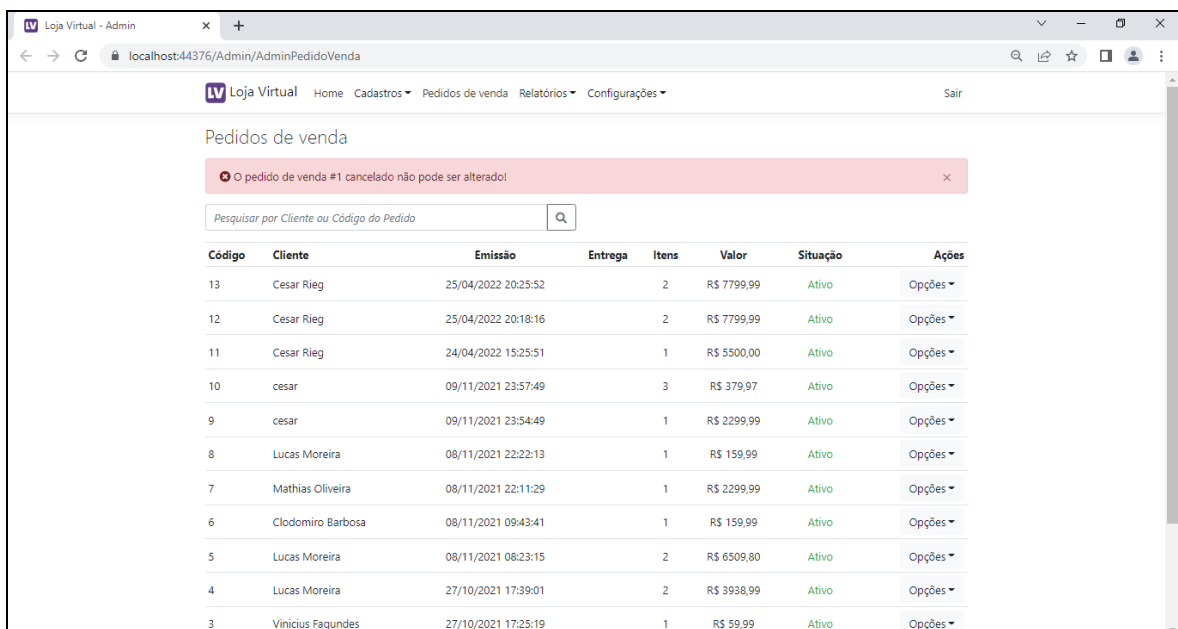 LV Loja Virtual - Admin
localhost:44376/Admin/AdminPedidoVenda
LV Loja Virtual Home Cadastros Pedidos de venda Relatórios Configurações Sair
Pedidos de venda
O pedido de venda #1 cancelado não pode ser alterado!
Pesquisar por Cliente ou Código do Pedido
Código Cliente Emissão Entrega Itens Valor Situação Ações
13 Cesar Rieg 25/04/2022 20:25:52 2 R$ 7799,99 Ativo Opções
12 Cesar Rieg 25/04/2022 20:18:16 2 R$ 7799,99 Ativo Opções
11 Cesar Rieg 24/04/2022 15:25:51 1 R$ 5500,00 Ativo Opções
10 cesar 09/11/2021 23:57:49 3 R$ 379,97 Ativo Opções
9 cesar 09/11/2021 23:54:49 1 R$ 2299,99 Ativo Opções
8 Lucas Moreira 08/11/2021 22:22:13 1 R$ 159,99 Ativo Opções
7 Mathias Oliveira 08/11/2021 22:11:29 1 R$ 2299,99 Ativo Opções
6 Clodomiro Barbosa 08/11/2021 09:43:41 1 R$ 159,99 Ativo Opções
5 Lucas Moreira 08/11/2021 08:23:15 2 R$ 6509,80 Ativo Opções
4 Lucas Moreira 27/10/2021 17:39:01 2 R$ 3938,99 Ativo Opções
3 Vinicius Fagundes 27/10/2021 17:25:19 1 R$ 59,99 Ativo Opções